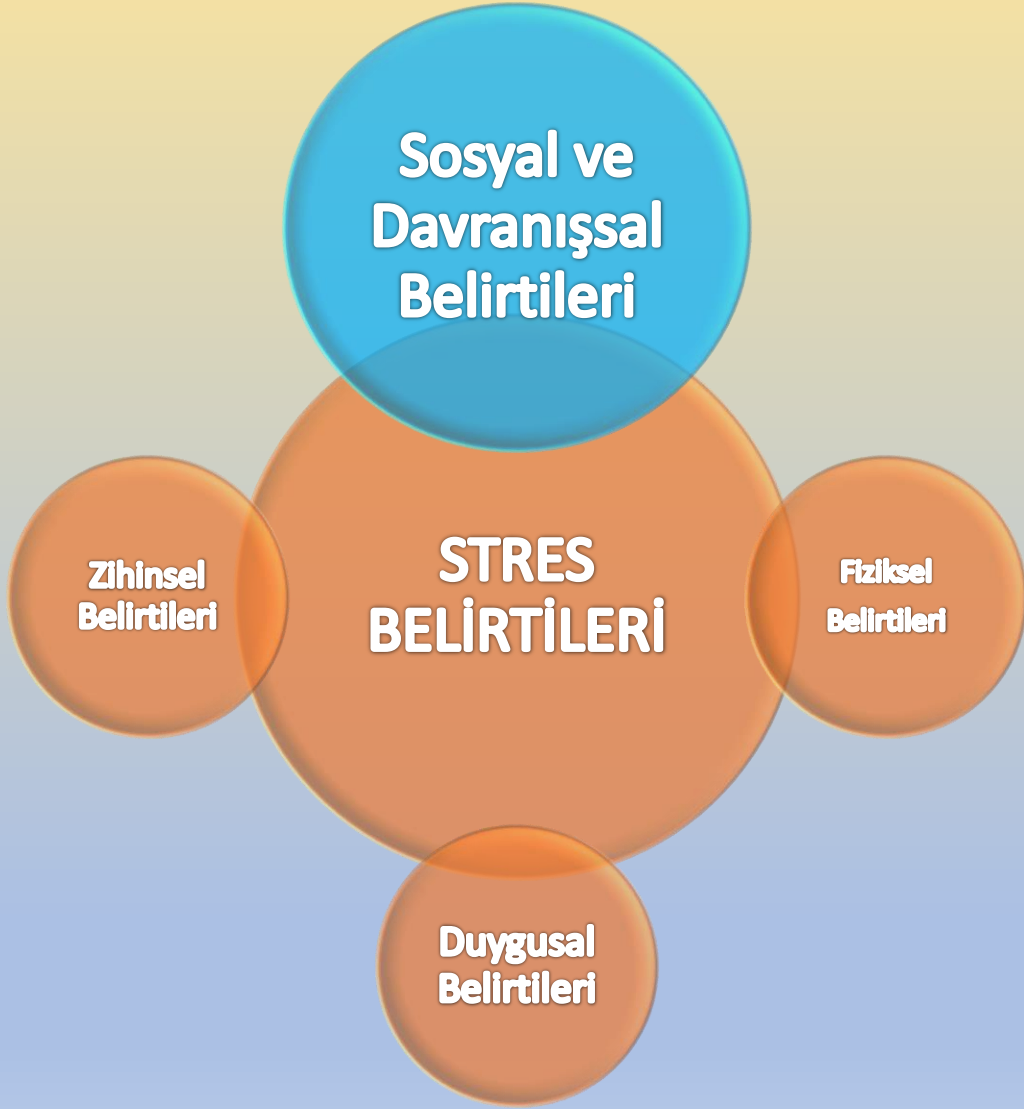 Sosyal ve
Davranışsal
Belirtileri
Zihinsel
Belirtileri
STRES
BELİRTİLERİ
Fiziksel
Belirtileri
Duygusal
Belirtileri